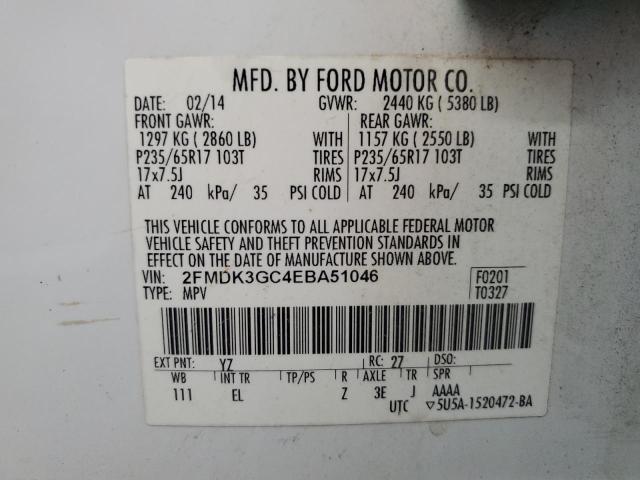 MFD. BY FORD MOTOR CO.
DATE: 02/14 GVWR: 2440 KG ( 5380 LB)
FRONT GAWR: REAR GAWR:
1297 KG ( 2860 LB) WITH 1157 KG ( 2550 LB) WITH
P235/65R17 103T TIRES P235/65R17 103T TIRES
17x7.5J RIMS 17x7.5J RIMS
AT 240 kPa/ 35 PSI COLD AT 240 kPa/ 35 PSI COLD
THIS VEHICLE CONFORMS TO ALL APPLICABLE FEDERAL MOTOR
VEHICLE SAFETY AND THEFT PREVENTION STANDARDS IN
EFFECT ON THE DATE OF MANUFACTURE SHOWN ABOVE.
VIN: 2FMDK3GC4EBA51046 F0201
TYPE: MPV T0327
EXT PNT: YZ RC: 27 DSO:
WB INT TR TP/PS R AXLE TR SPR
111 EL Z 3E J AAAA
UTC ▽5U5A-1520472-BA